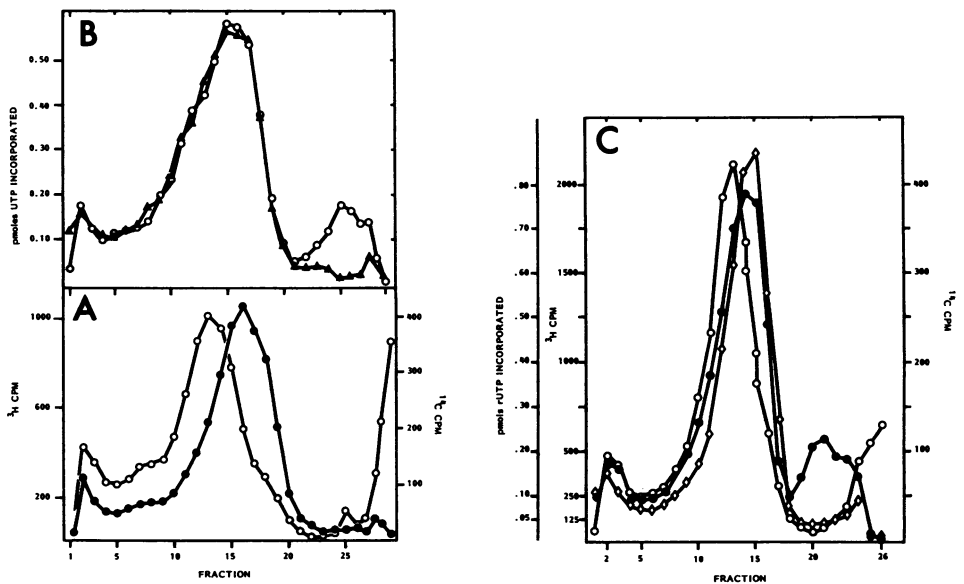 B
pmoles UTP INCORPORATED
0.50
0.40
0.30
0.20
0.10
A
³H CPM
1000
600
200
¹⁴C CPM
400
300
200
100
1 5 10 15 20 25
FRACTION
C
pmols rUTP INCORPORATED
.80
.70
.60
.50
.40
.30
.20
.10
.05
³H CPM
2000
1500
1000
500
250
125
¹⁴C CPM
400
300
200
100
2 5 10 15 20 26
FRACTION